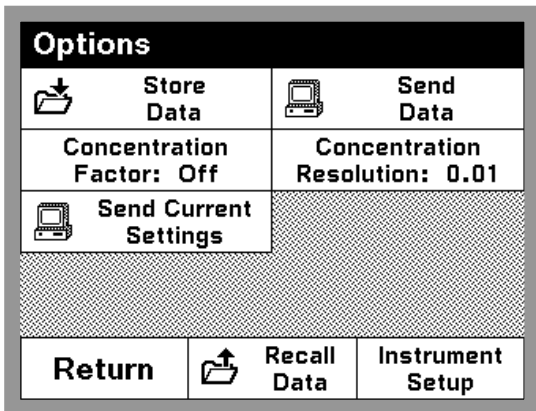 Options
Store
Data
Send
Data
Concentration
Factor: Off
Concentration
Resolution: 0.01
Send Current
Settings
Return
Recall
Data
Instrument
Setup